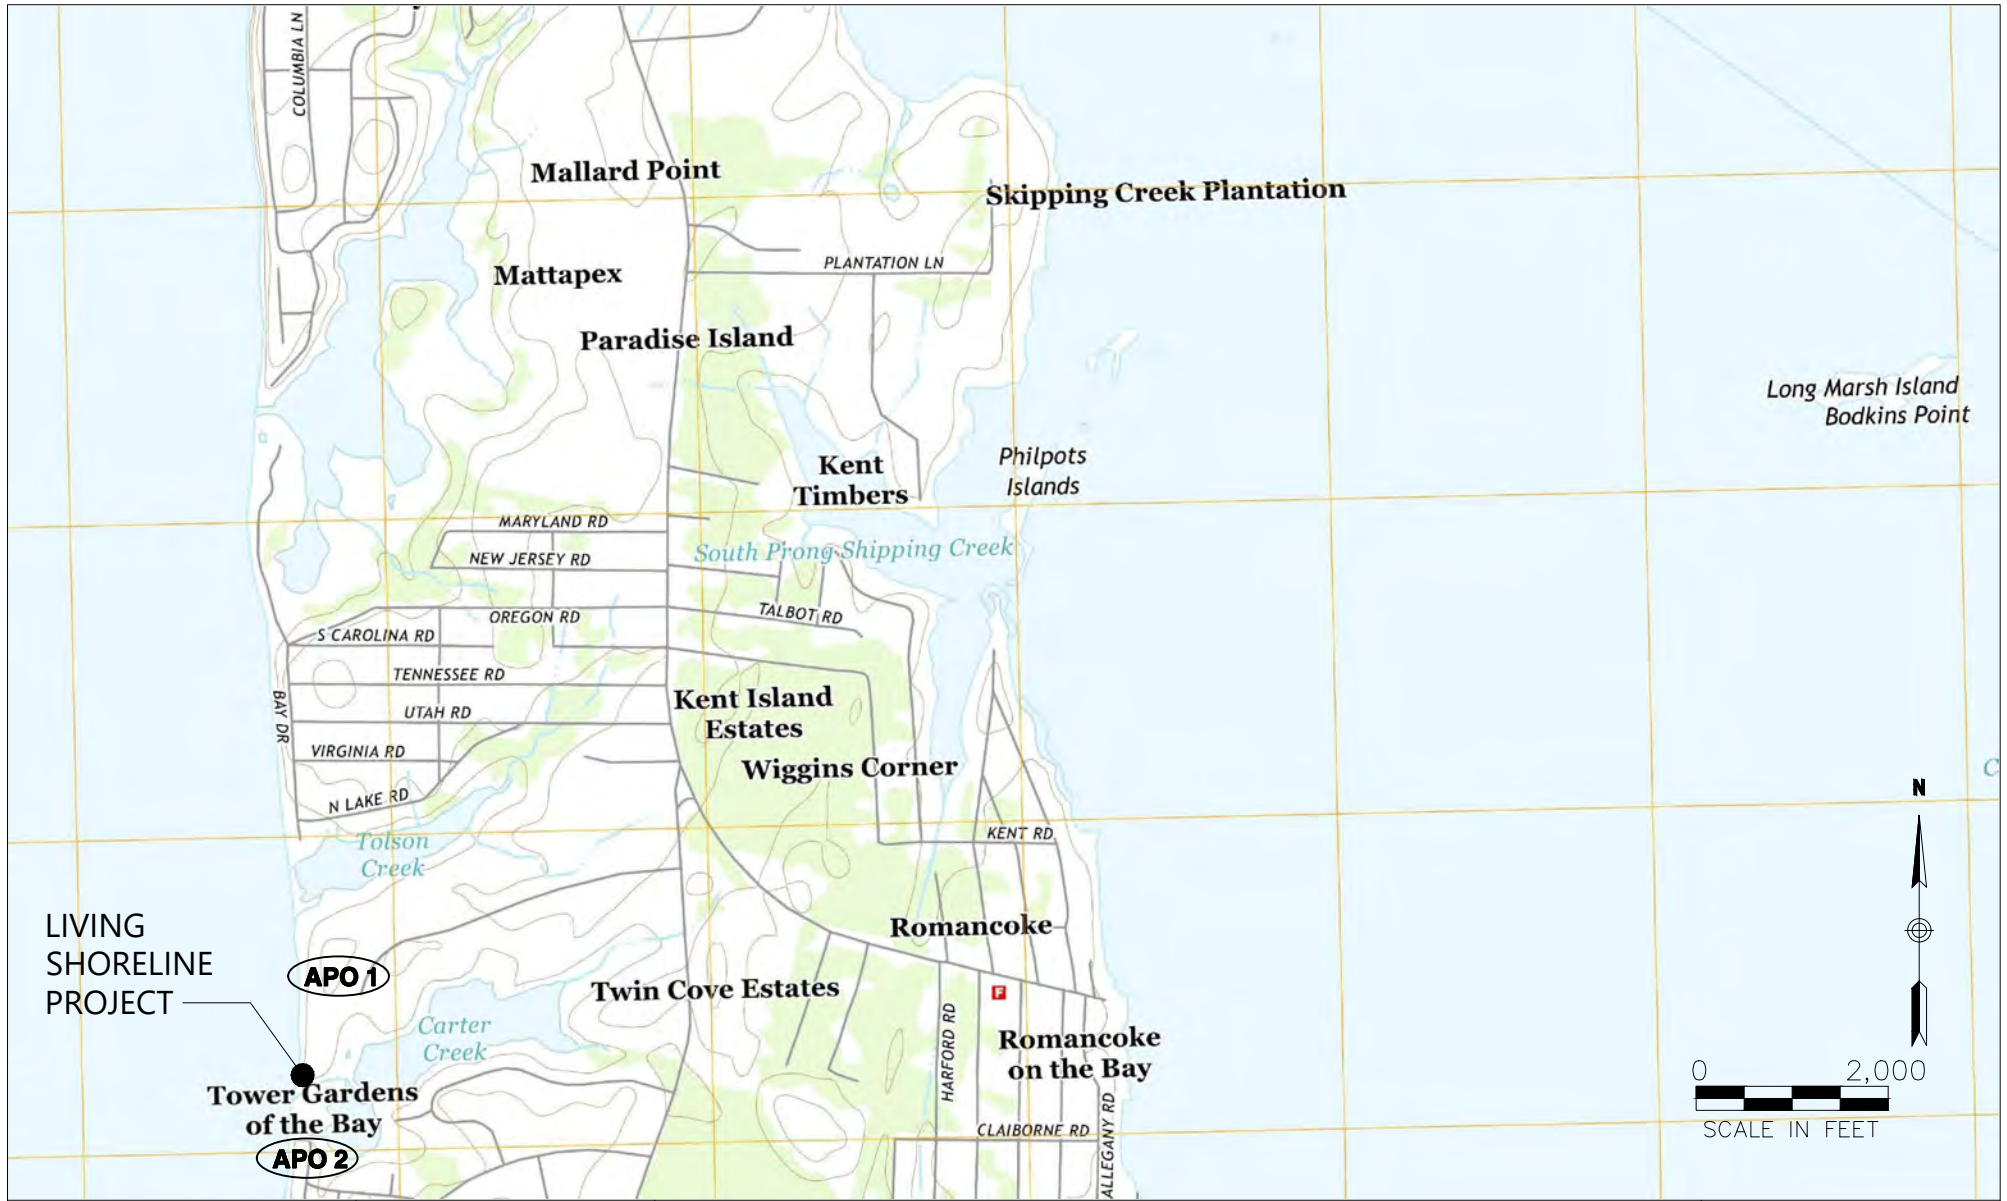 COLUMBIA LN
Mallard Point
Skipping Creek Plantation
PLANTATION LN
Mattapex
Paradise Island
Long Marsh Island
Bodkins Point
Kent
Timbers
Philpots
Islands
MARYLAND RD
South Prong Shipping Creek
NEW JERSEY RD
OREGON RD
TALBOT RD
S CAROLINA RD
TENNESSEE RD
Kent Island
Estates
BAY DR
UTAH RD
VIRGINIA RD
Wiggins Corner
C
N LAKE RD
N
Tolson
Creek
KENT RD
LIVING
SHORELINE
PROJECT
APO 1
Romancoke
Twin Cove Estates
F
HARFORD RD
Carter
Creek
Romancoke
on the Bay
0 2,000
SCALE IN FEET
Tower Gardens
of the Bay
APO 2
CLAIBORNE RD
ALLEGANY RD